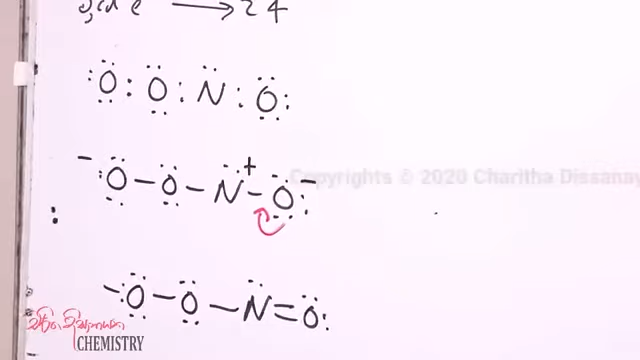 → 24
:Ö:Ö:N̈:Ö:
⁻:Ö–Ö–N̈⁺–Ö:⁻
:
⁻:Ö–Ö–N̈=Ö:
Copyrights © 2020 Charitha Dissanay
CHEMISTRY